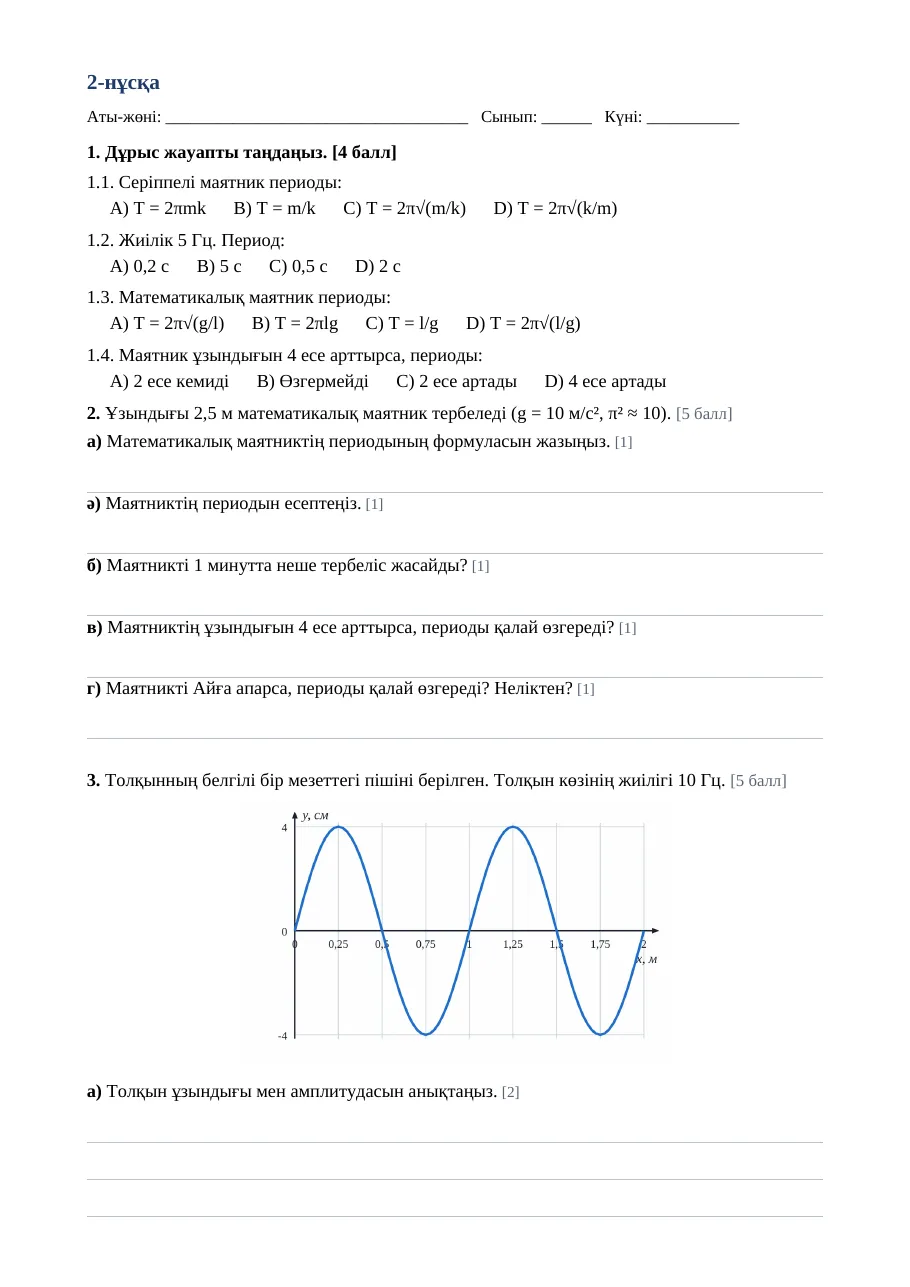 2-нұсқа
Аты-жөні: ____________________________________ Сынып: ______ Күні: ___________
1. Дұрыс жауапты таңдаңыз. [4 балл]
1.1. Серіппелі маятник периоды:
A) T = 2πmk B) T = m/k C) T = 2π√(m/k) D) T = 2π√(k/m)
1.2. Жиілік 5 Гц. Период:
A) 0,2 с B) 5 с C) 0,5 с D) 2 с
1.3. Математикалық маятник периоды:
A) T = 2π√(g/l) B) T = 2πlg C) T = l/g D) T = 2π√(l/g)
1.4. Маятник ұзындығын 4 есе арттырса, периоды:
A) 2 есе кемиді B) Өзгермейді C) 2 есе артады D) 4 есе артады
2. Ұзындығы 2,5 м математикалық маятник тербеледі (g = 10 м/с², π² ≈ 10). [5 балл]
а) Математикалық маятниктің периодының формуласын жазыңыз. [1]
ә) Маятниктің периодын есептеңіз. [1]
б) Маятникті 1 минутта неше тербеліс жасайды? [1]
в) Маятниктің ұзындығын 4 есе арттырса, периоды қалай өзгереді? [1]
г) Маятникті Айға апарса, периоды қалай өзгереді? Неліктен? [1]
3. Толқынның белгілі бір мезеттегі пішіні берілген. Толқын көзінің жиілігі 10 Гц. [5 балл]
y, см
4
0
0 0,25 0,5 0,75 1 1,25 1,5 1,75 2
x, м
-4
а) Толқын ұзындығы мен амплитудасын анықтаңыз. [2]